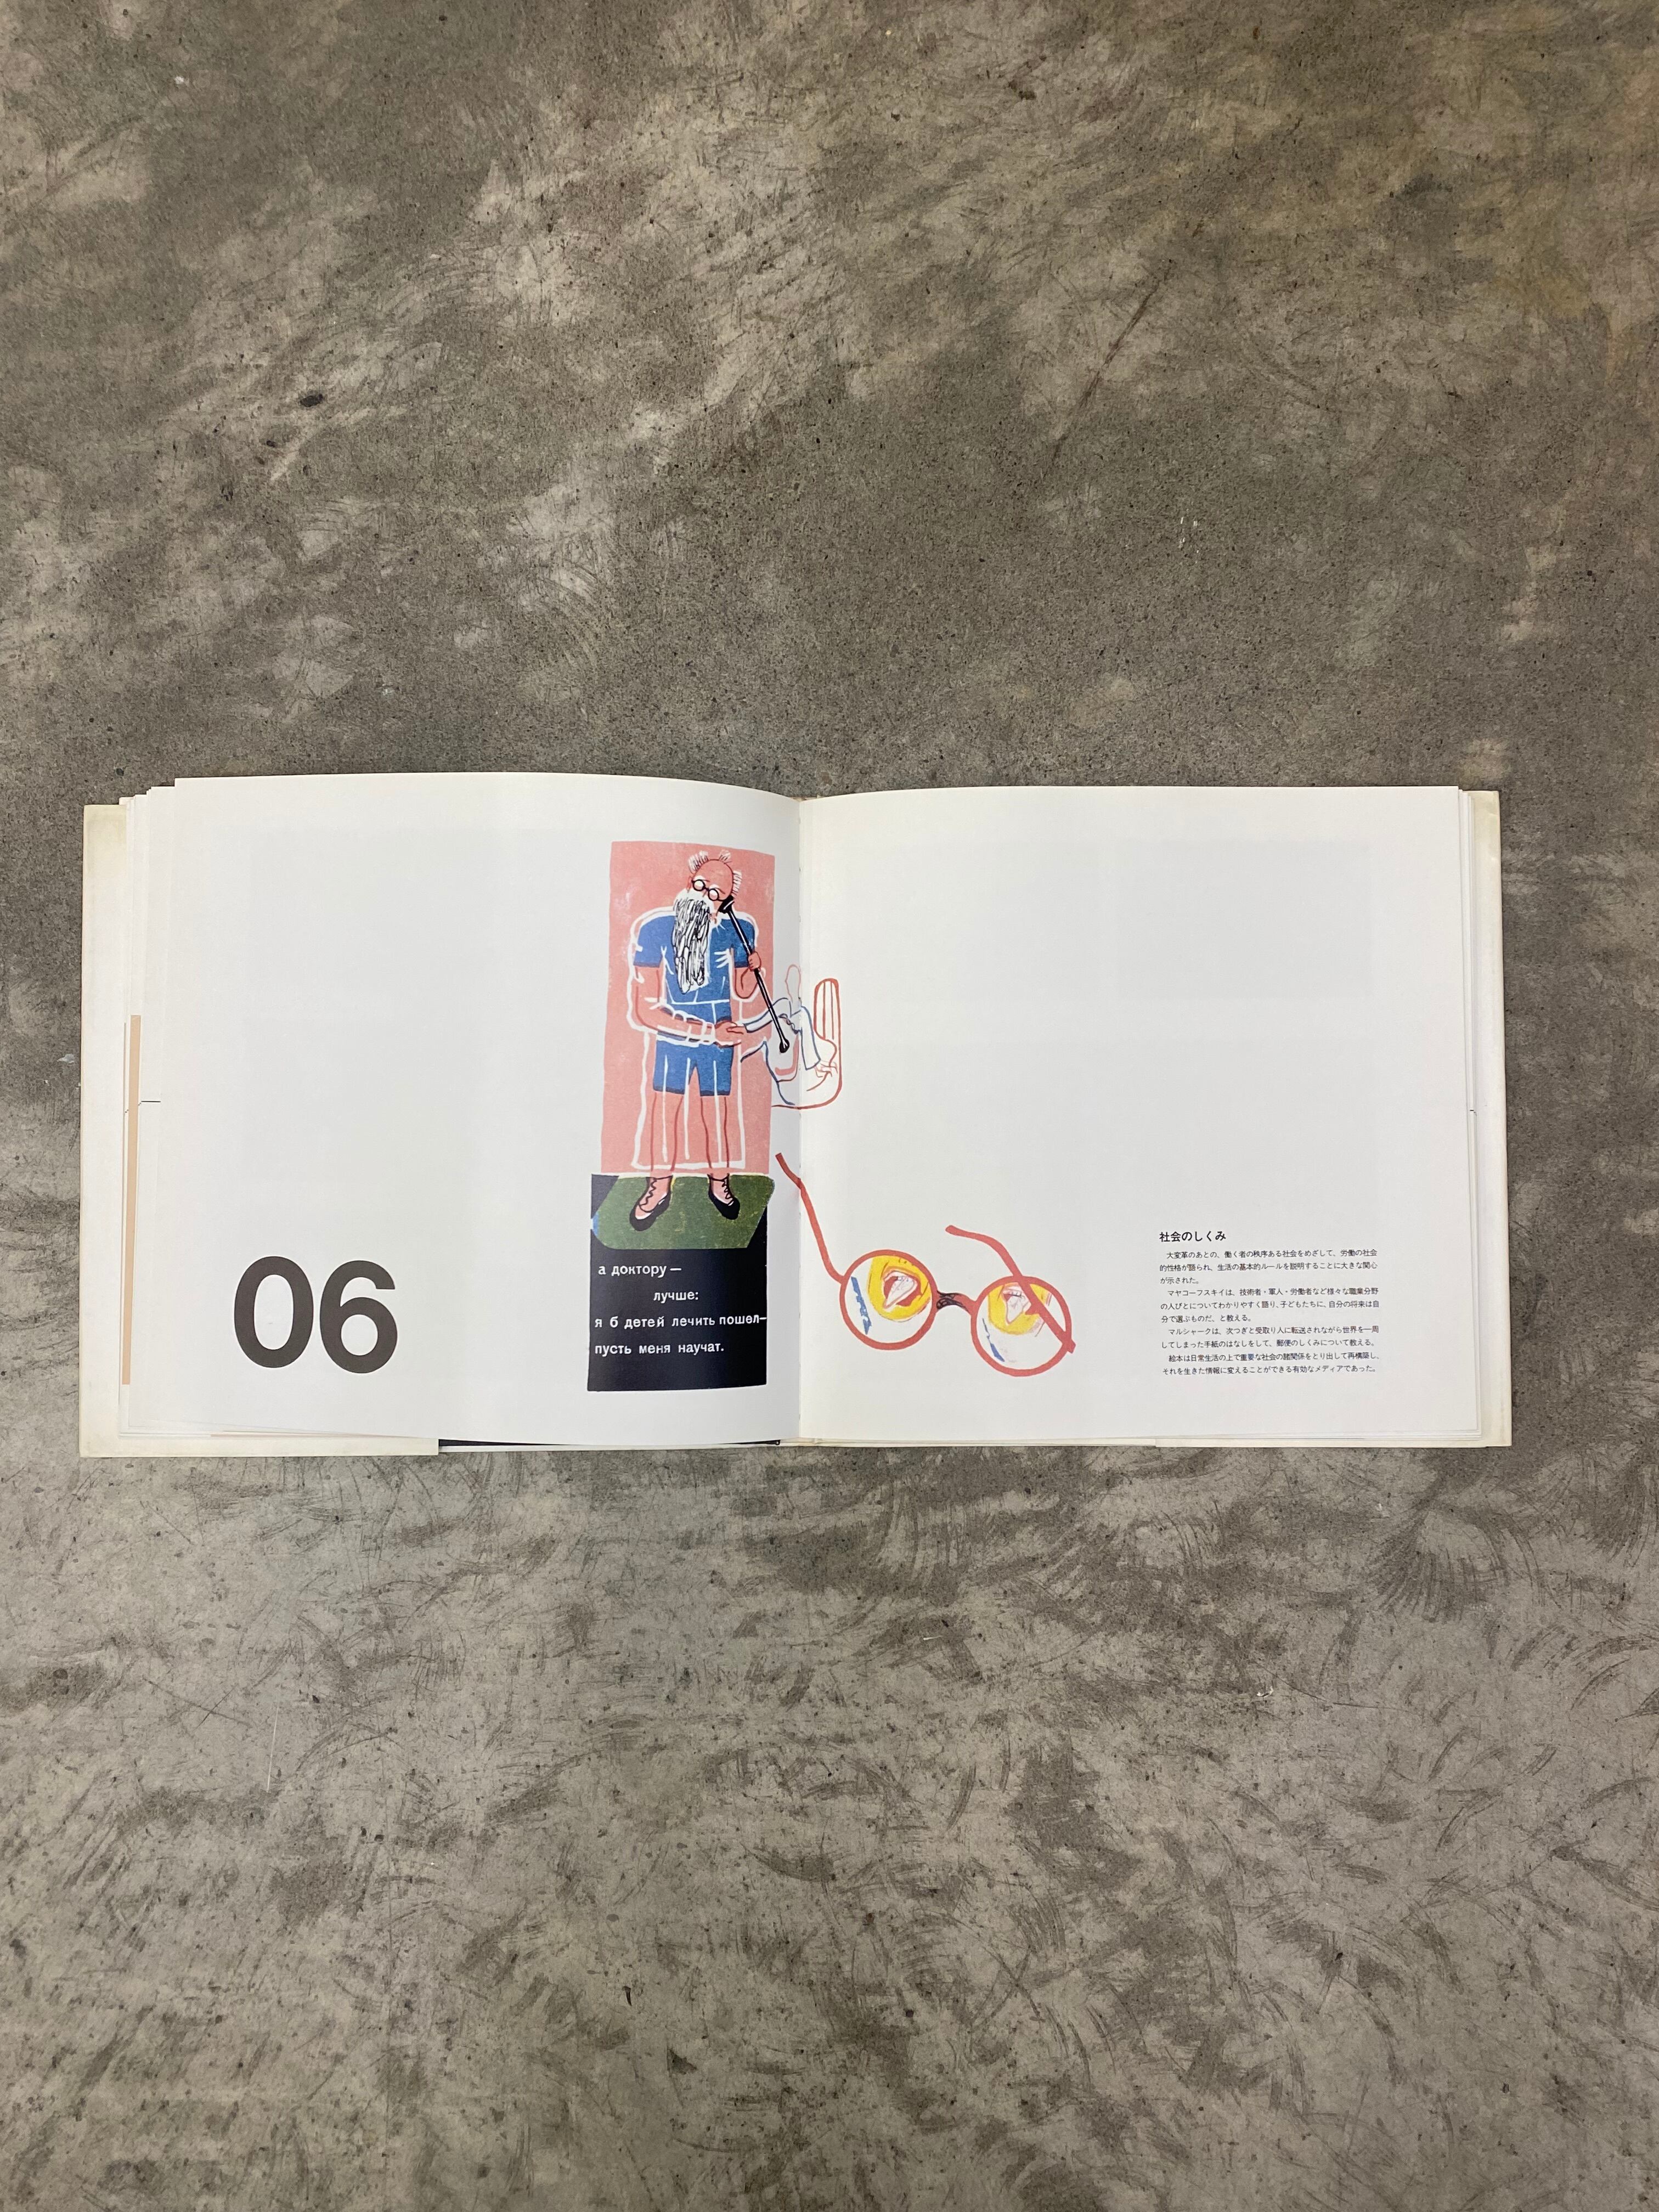 06
а доктору —
лучше:
я б детей лечить пошел—
пусть меня научат.
社会のしくみ
大変革のあとの、働く者の秩序ある社会をめざして、労働の社会
的性格が語られ、生活の基本的ルールを説明することに大きな関心
が示された。
マヤコーフスキイは、技術者・軍人・労働者など様々な職業分野
の人びとについてわかりやすく語り、子どもたちに、自分の将来は自
分で選ぶものだ、と教える。
マルシャークは、次つぎと受取り人に転送されながら世界を一周
してしまった手紙のはなしをして、郵便のしくみについて教える。
絵本は日常生活の上で重要な社会の諸関係をとり出して再構築し、
それを生きた情報に変えることができる有効なメディアであった。